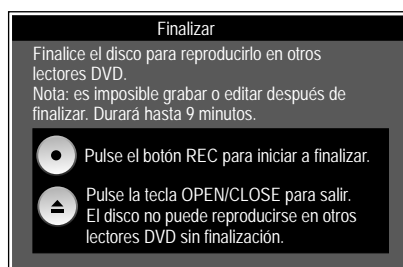 Finalizar
Finalice el disco para reproducirlo en otros
lectores DVD.
Nota: es imposible grabar o editar después de
finalizar. Durará hasta 9 minutos.
Pulse el botón REC para iniciar a finalizar.
Pulse la tecla OPEN/CLOSE para salir.
El disco no puede reproducirse en otros
lectores DVD sin finalización.